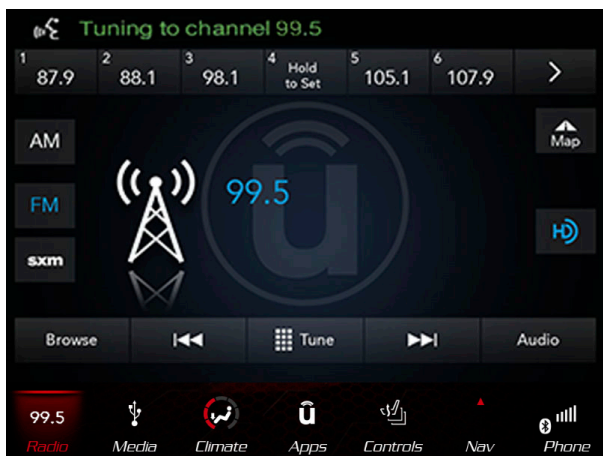 Tuning to channel 99.5
1 87.9 2 88.1 3 98.1 4 Hold to Set 5 105.1 6 107.9 >
AM
Map
99.5
FM
HD
sxm
Browse Tune Audio
99.5 û
Radio Media Climate Apps Controls Nav Phone